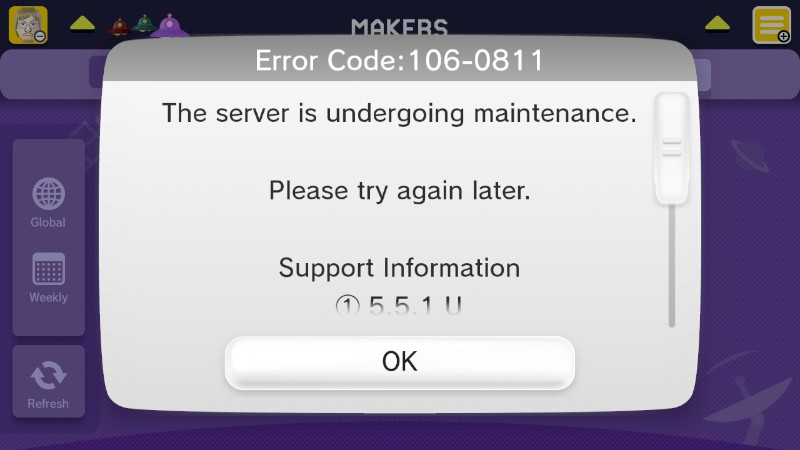 MAKERS
Error Code:106-0811
The server is undergoing maintenance.
Please try again later.
Support Information
① 5.5.1 U
OK
Global
Weekly
Refresh